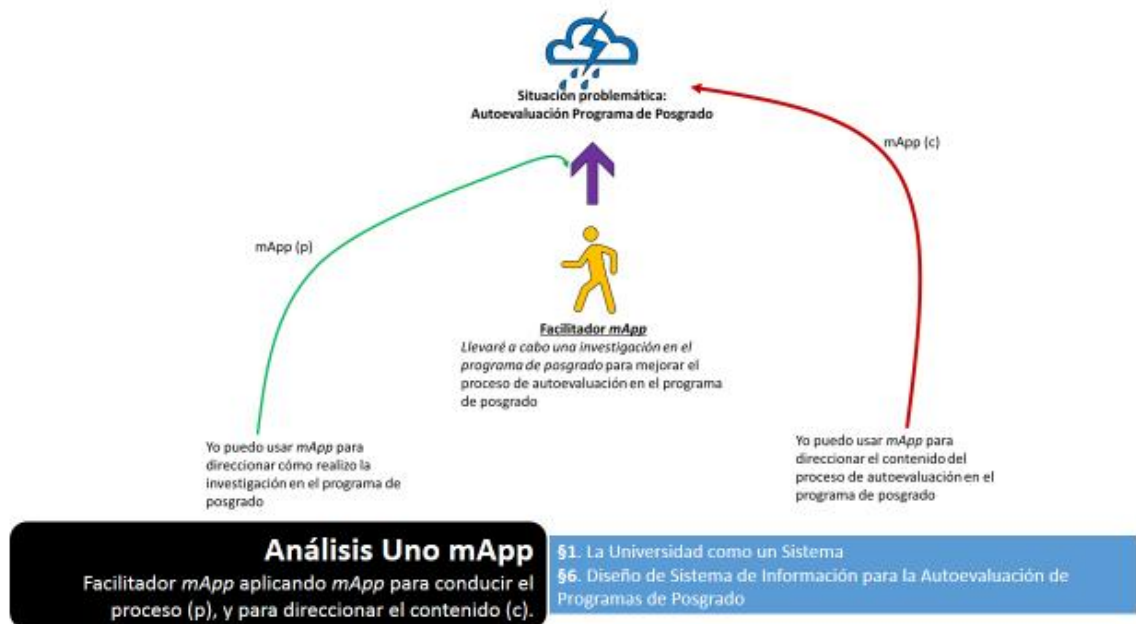 Situación problemática:
Autoevaluación Programa de Posgrado
mApp (c)
mApp (p)
Facilitador mApp
Llevaré a cabo una investigación en el
programa de posgrado para mejorar el
proceso de autoevaluación en el programa
de posgrado
Yo puedo usar mApp para
direccionar cómo realizo la
investigación en el programa de
posgrado
Yo puedo usar mApp para
direccionar el contenido del
proceso de autoevaluación en el
programa de posgrado
Análisis Uno mApp
Facilitador mApp aplicando mApp para conducir el
proceso (p), y para direccionar el contenido (c).
§1. La Universidad como un Sistema
§6. Diseño de Sistema de Información para la Autoevaluación de
Programas de Posgrado